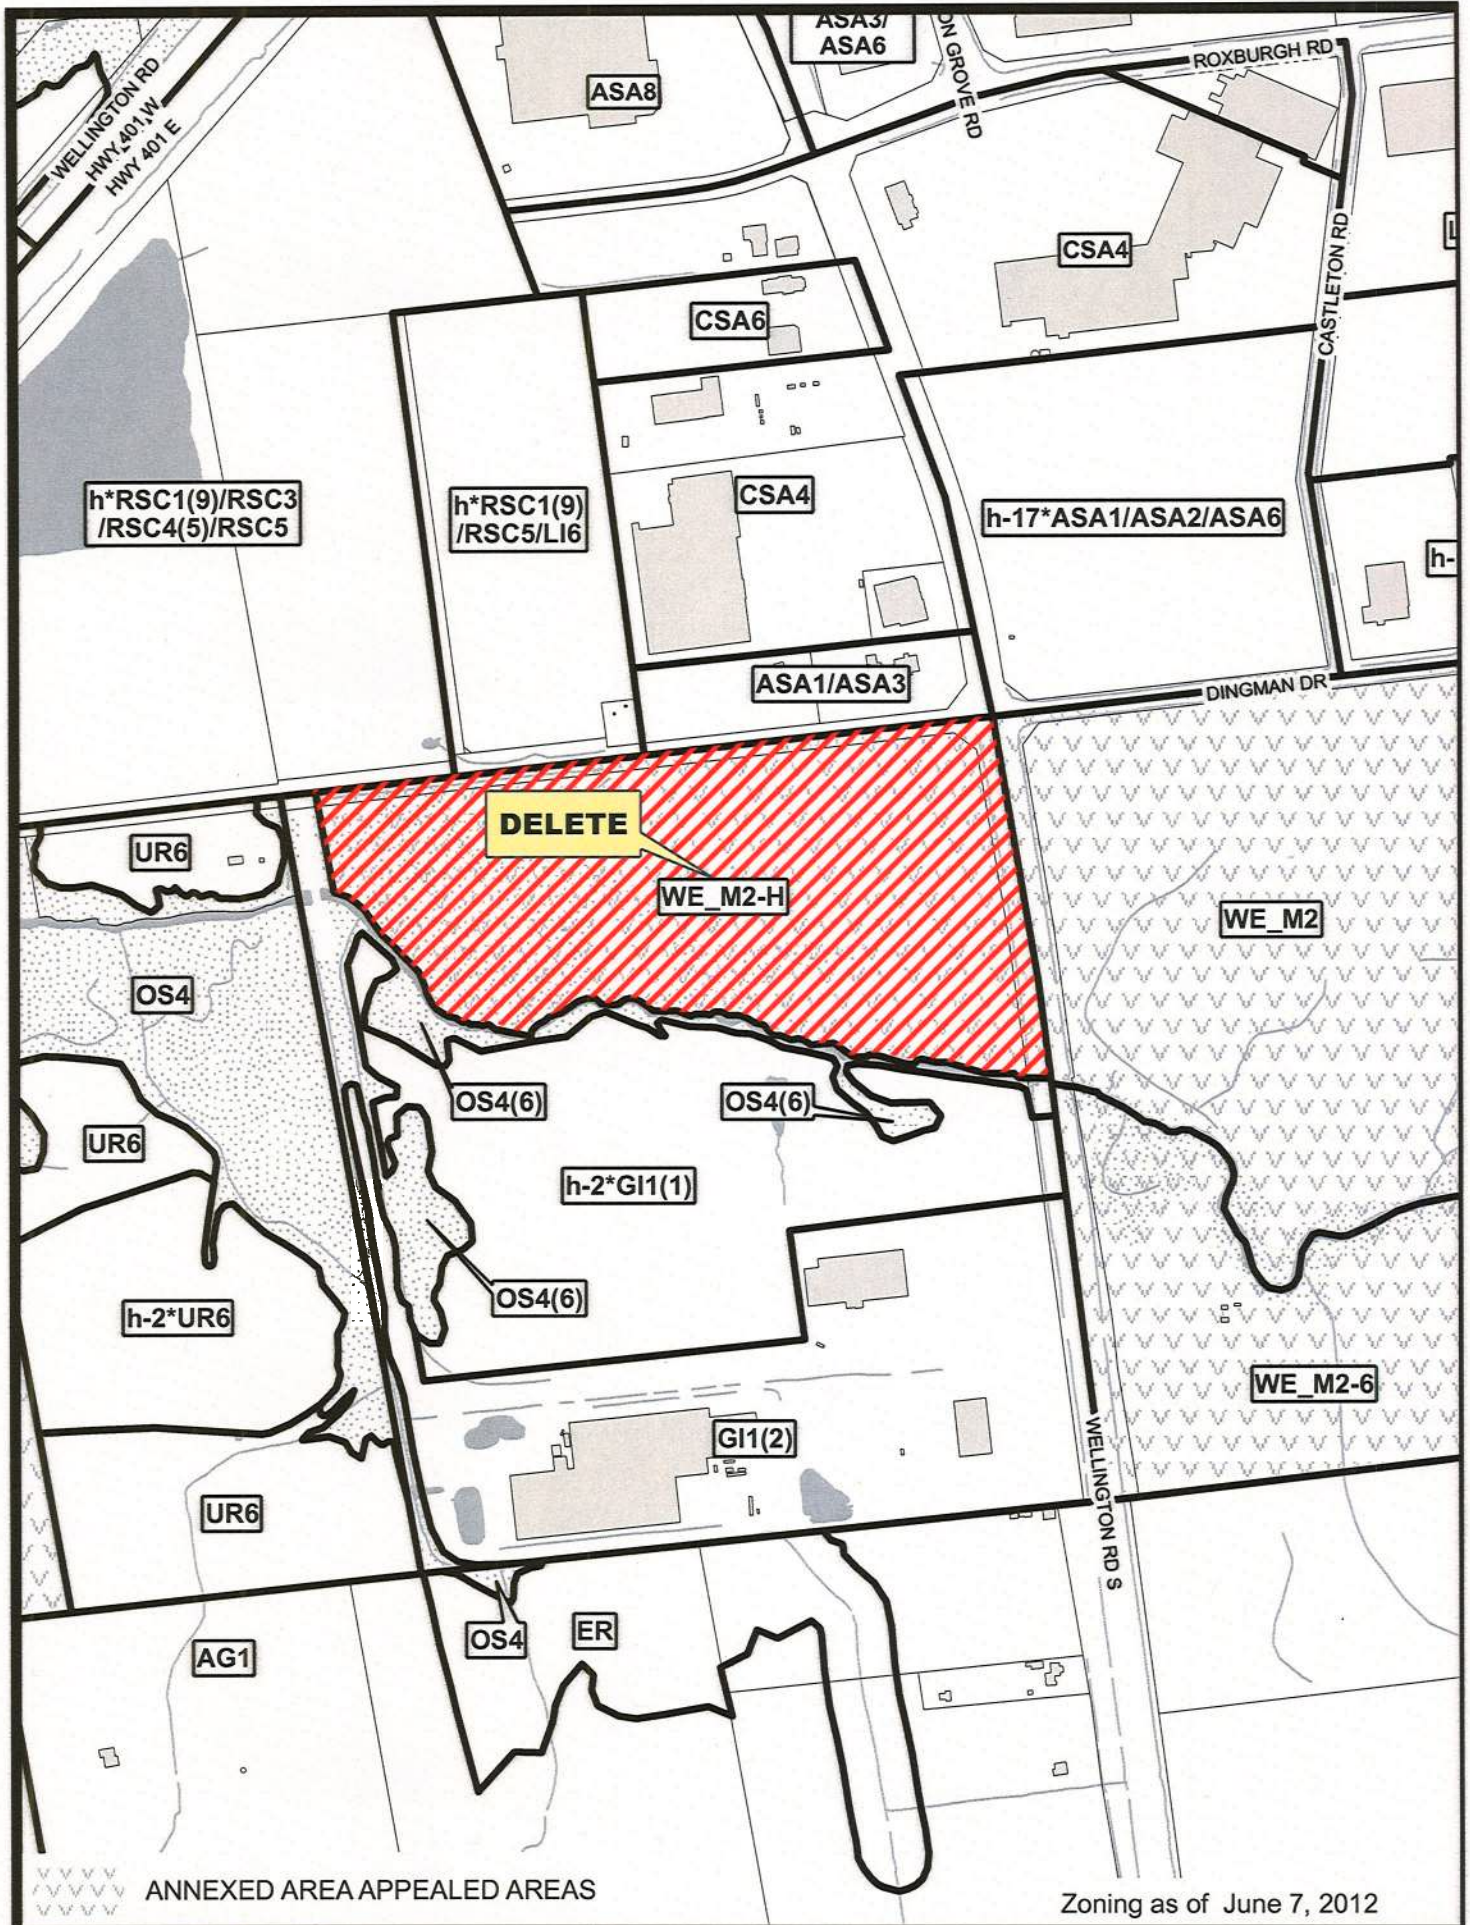 ASA3/
ASA6
ON GROVE RD
ROXBURGH RD
WELLINGTON RD
HWY 401 W
HWY 401 E
ASA8
CSA4
CASTLETON RD
CSA6
h*RSC1(9)/RSC3
/RSC4(5)/RSC5
h*RSC1(9)
/RSC5/LI6
CSA4
h-17*ASA1/ASA2/ASA6
h-
ASA1/ASA3
DINGMAN DR
DELETE
UR6
WE_M2-H
WE_M2
OS4
OS4(6)
OS4(6)
UR6
h-2*GI1(1)
OS4(6)
h-2*UR6
WE_M2-6
GI1(2)
WELLINGTON RD S
UR6
OS4
ER
AG1
ANNEXED AREA APPEALED AREAS
Zoning as of June 7, 2012